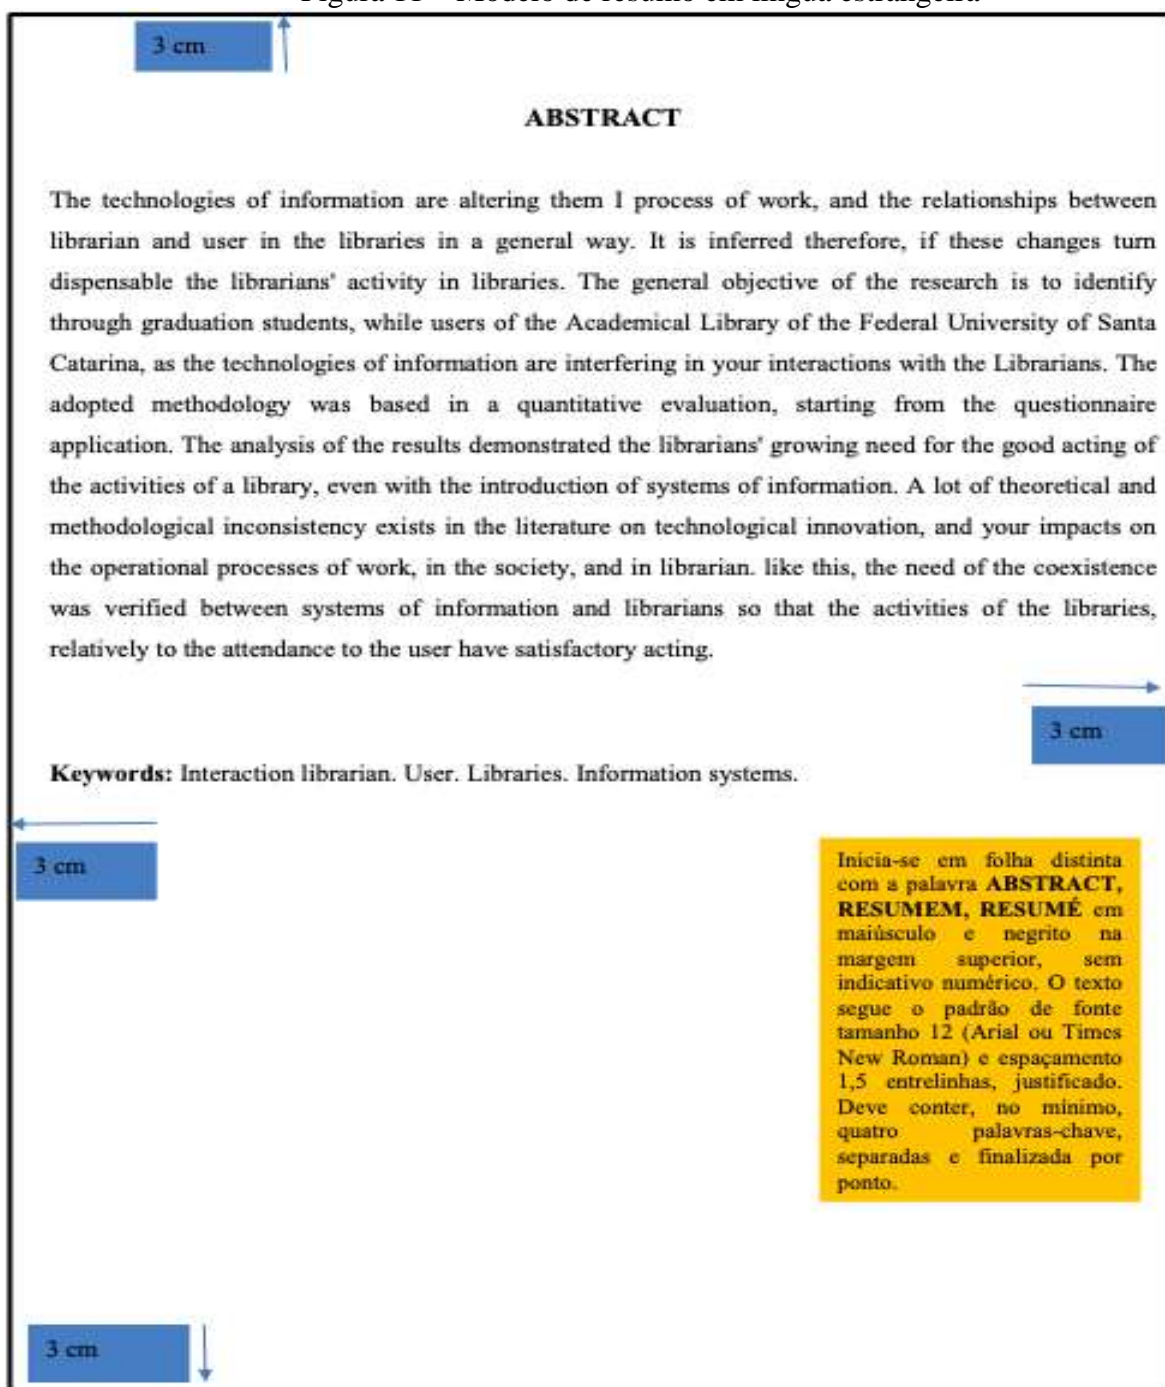 Figura 11 – Modelo de resumo em língua estrangeira
3 cm
ABSTRACT
The technologies of information are altering them I process of work, and the relationships between
librarian and user in the libraries in a general way. It is inferred therefore, if these changes turn
dispensable the librarians' activity in libraries. The general objective of the research is to identify
through graduation students, while users of the Academical Library of the Federal University of Santa
Catarina, as the technologies of information are interfering in your interactions with the Librarians. The
adopted methodology was based in a quantitative evaluation, starting from the questionnaire
application. The analysis of the results demonstrated the librarians' growing need for the good acting of
the activities of a library, even with the introduction of systems of information. A lot of theoretical and
methodological inconsistency exists in the literature on technological innovation, and your impacts on
the operational processes of work, in the society, and in librarian. like this, the need of the coexistence
was verified between systems of information and librarians so that the activities of the libraries,
relatively to the attendance to the user have satisfactory acting.
3 cm
Keywords: Interaction librarian. User. Libraries. Information systems.
3 cm
Inicia-se em folha distinta
com a palavra ABSTRACT,
RESUMEM, RESUMÉ em
maiúsculo e negrito na
margem superior, sem
indicativo numérico. O texto
segue o padrão de fonte
tamanho 12 (Arial ou Times
New Roman) e espaçamento
1,5 entrelinhas, justificado.
Deve conter, no mínimo,
quatro palavras-chave,
separadas e finalizada por
ponto.
3 cm